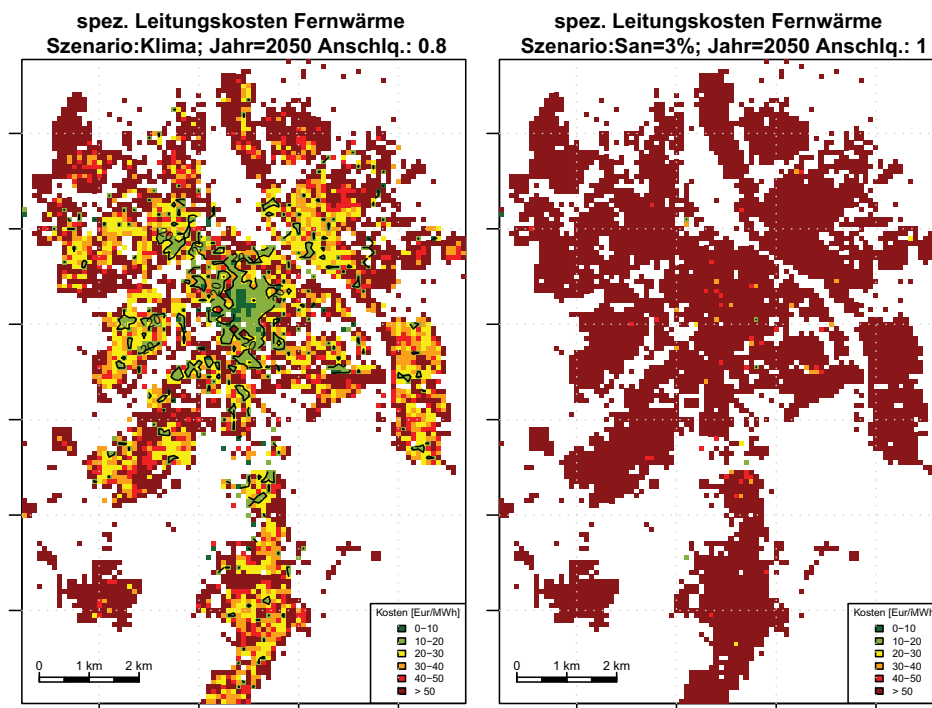 spez. Leitungskosten Fernwärme
Szenario:Klima; Jahr=2050 Anschlq.: 0.8
20
20
Kosten [Eur/MWh]
0−10
10−20
20−30
30−40
40−50
> 50
0 1 km 2 km
spez. Leitungskosten Fernwärme
Szenario:San=3%; Jahr=2050 Anschlq.: 1
Kosten [Eur/MWh
0−10
10−20
20−30
30−40
40−50
> 50
0 1 km 2 km